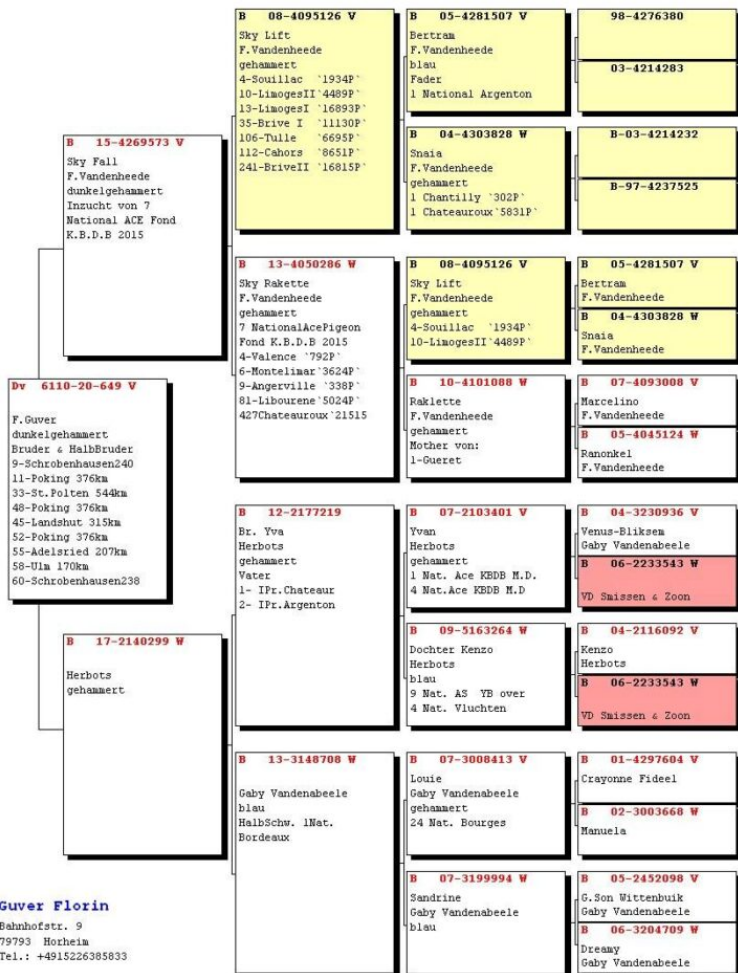 B 08-4095126 V
Sky Lift
F.Vandenheede
gehammert
4-Souillac `1934P`
10-LimogesII`4489P`
13-LimogesI `16893P`
35-Brive I `11130P`
106-Tulle `6695P`
112-Cahors `8651P`
241-BriveII `16815P`
B 05-4281507 V
Bertram
F.Vandenheede
blau
Fader
1 National Argenton
98-4276380
03-4214283
B 04-4303828 W
Snaia
F.Vandenheede
gehammert
1 Chantilly `302P`
1 Chateauroux`5831P`
B-03-4214232
B-97-4237525
B 15-4269573 V
Sky Fall
F.Vandenheede
dunkelgehammert
Inzucht von 7
National ACE Fond
K.B.D.B 2015
B 13-4050286 W
Sky Rakette
F.Vandenheede
gehammert
7 NationalAcePigeon
Fond K.B.D.B 2015
4-Valence `792P`
6-Montelimar`3624P`
9-Angerville `338P`
81-Libourene`5024P`
427Chateauroux`21515
B 08-4095126 V
Sky Lift
F.Vandenheede
gehammert
4-Souillac `1934P`
10-LimogesII`4489P`
B 05-4281507 V
Bertram
F.Vandenheede
B 04-4303828 W
Snaia
F.Vandenheede
B 10-4101088 W
Raklette
F.Vandenheede
gehammert
Mother von:
1-Gueret
B 07-4093008 V
Marcelino
F.Vandenheede
B 05-4045124 W
Ranonkel
F.Vandenheede
Dv 6110-20-649 V
F.Guver
dunkelgehammert
Bruder & HalbBruder
9-Schrobenhausen240
11-Poking 376km
33-St.Polten 544km
48-Poking 376km
45-Landshut 315km
52-Poking 376km
55-Adelsried 207km
58-Ulm 170km
60-Schrobenhausen238
B 12-2177219
Br. Yva
Herbots
gehammert
Vater
1- IPr.Chateaur
2- IPr.Argenton
B 07-2103401 V
Yvan
Herbots
gehammert
1 Nat. Ace KBDB M.D.
4 Nat.Ace KBDB M.D
B 04-3230936 V
Venus-Bliksem
Gaby Vandenabeele
B 06-2233543 W
VD Smissen & Zoon
B 09-5163264 W
Dochter Kenzo
Herbots
blau
9 Nat. AS YB over
4 Nat. Vluchten
B 04-2116092 V
Kenzo
Herbots
B 06-2233543 W
VD Smissen & Zoon
B 17-2140299 W
Herbots
gehammert
B 13-3148708 W
Gaby Vandenabeele
blau
HalbSchw. 1Nat.
Bordeaux
B 07-3008413 V
Louie
Gaby Vandenabeele
gehammert
24 Nat. Bourges
B 01-4297604 V
Crayonne Fideel
B 02-3003668 W
Manuela
B 07-3199994 W
Sandrine
Gaby Vandenabeele
blau
B 05-2452098 V
G.Son Wittenbuik
Gaby Vandenabeele
B 06-3204709 W
Dreamy
Gaby Vandenabeele
Guver Florin
Bahnhofstr. 9
79793 Horheim
Tel.: +4915226385833